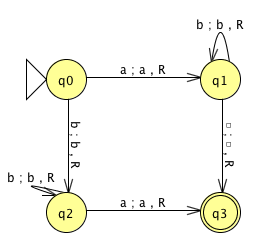 b ; b , R
q0
a ; a , R
q1
b ; b , R
□ ; □ , R
b ; b , R
q2
a ; a , R
q3